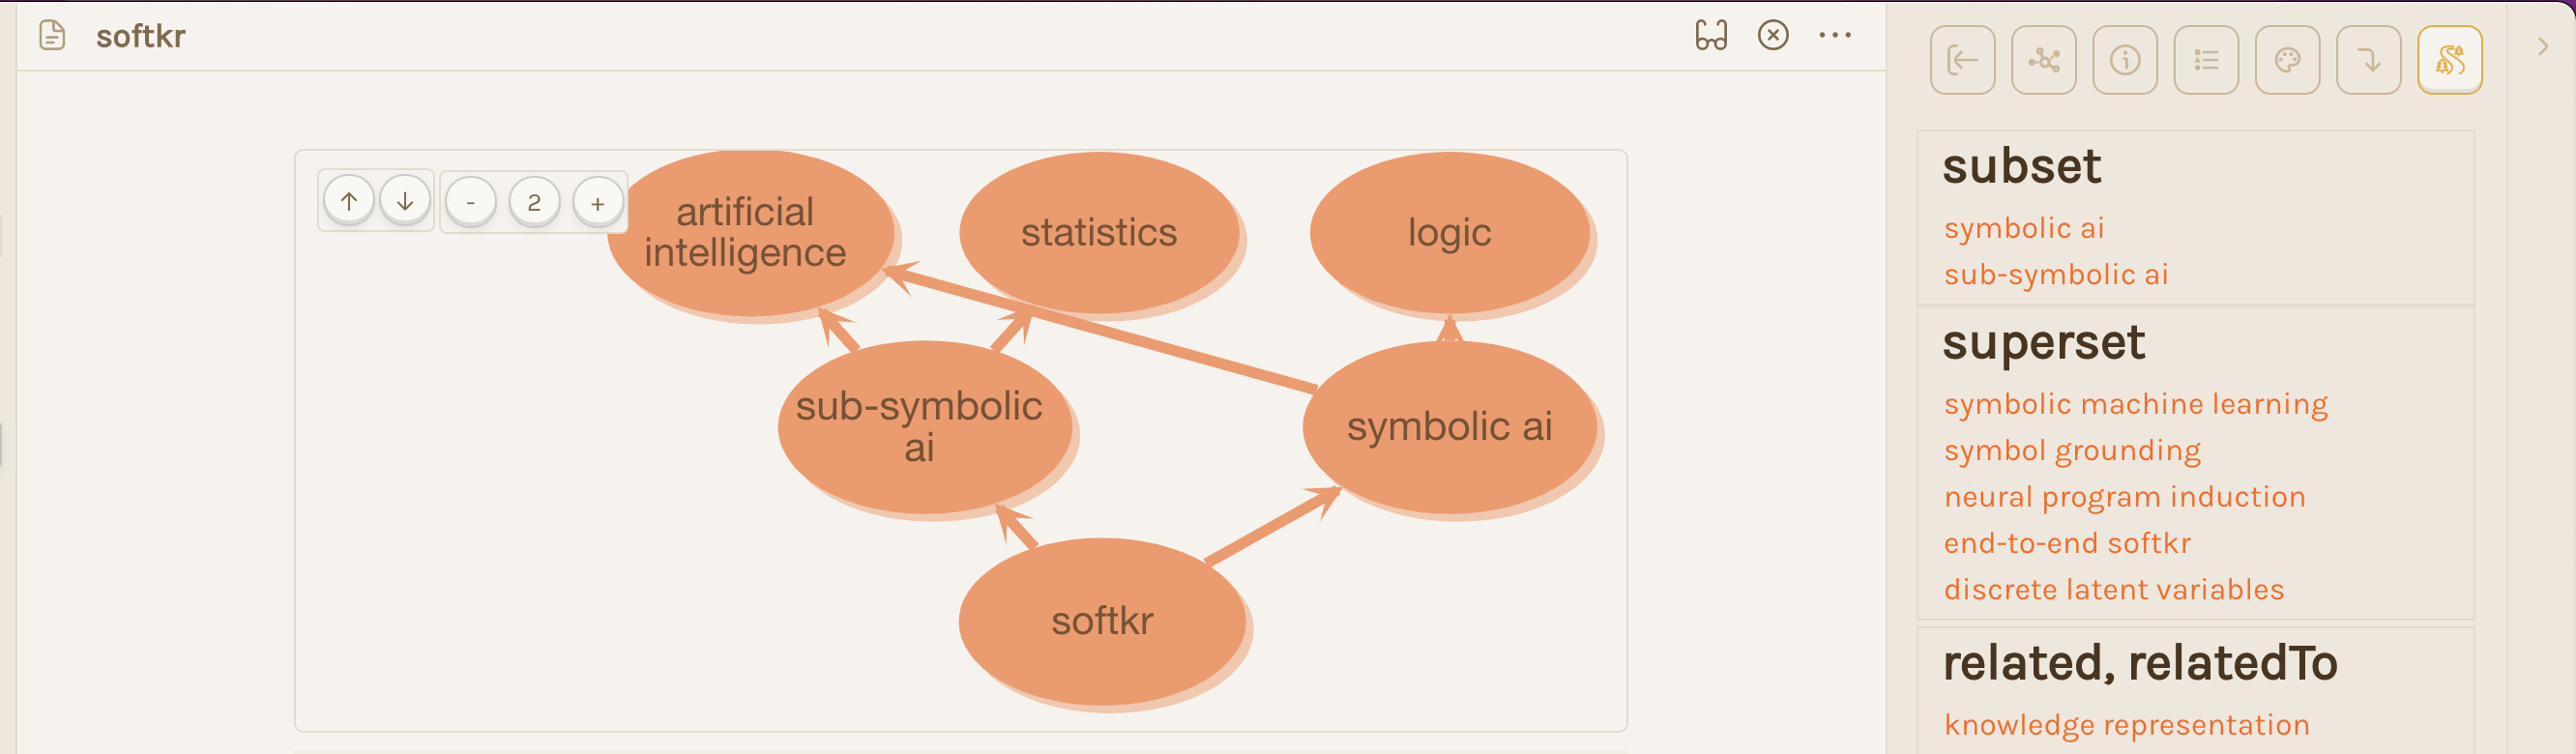 softkr
- 2 +
artificial
intelligence
statistics
logic
sub-symbolic
ai
symbolic ai
softkr
subset
symbolic ai
sub-symbolic ai
superset
symbolic machine learning
symbol grounding
neural program induction
end-to-end softkr
discrete latent variables
related, relatedTo
knowledge representation